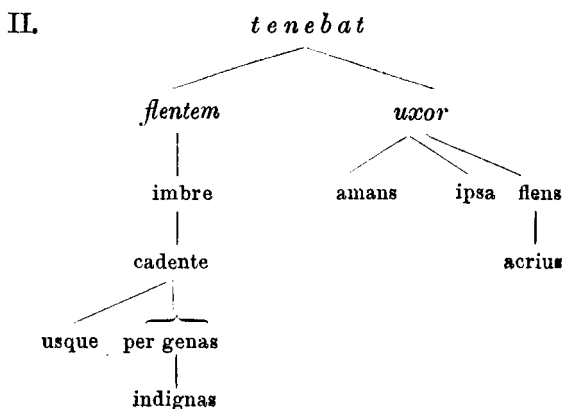 II. tenebat
flentem uxor
imbre amans ipsa flens
cadente acrius
usque per genas
indignas